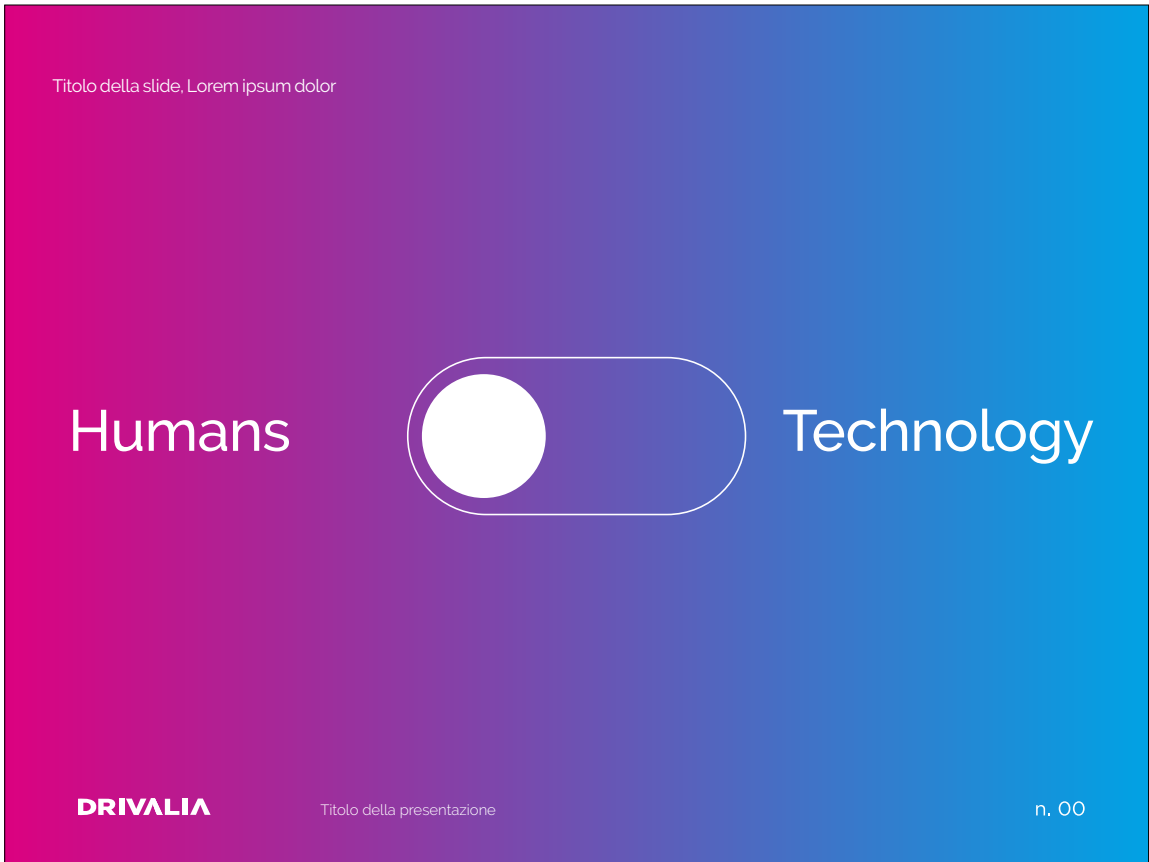 Titolo della slide, Lorem ipsum dolor
Humans
Technology
DRIVALIA
Titolo della presentazione
n. 00